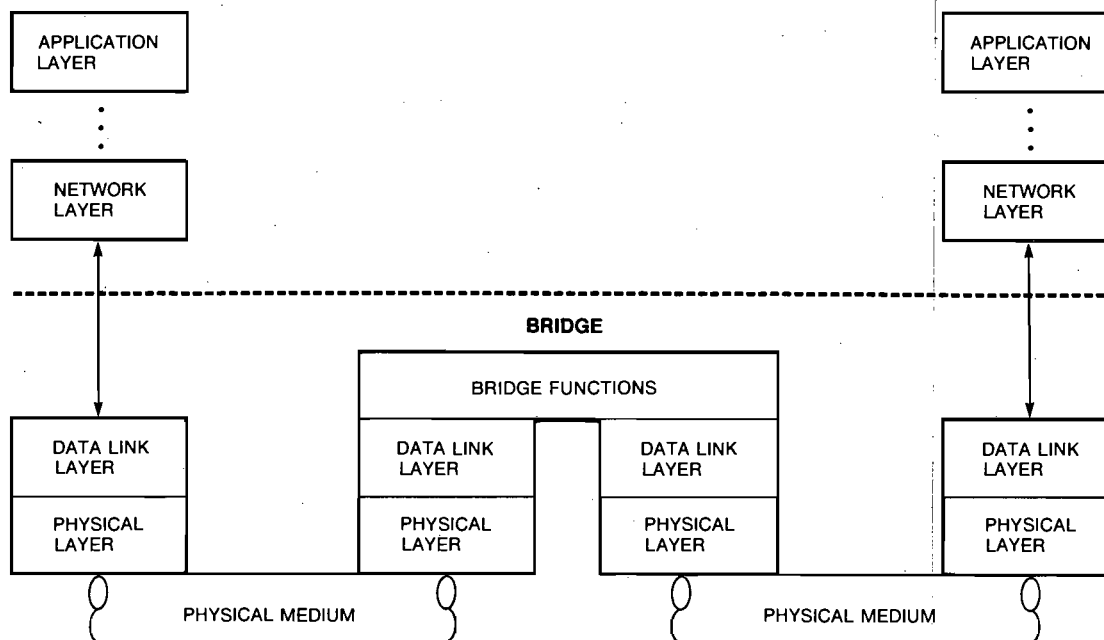 APPLICATION
LAYER
APPLICATION
LAYER
NETWORK
LAYER
NETWORK
LAYER
BRIDGE
BRIDGE FUNCTIONS
DATA LINK
LAYER
DATA LINK
LAYER
DATA LINK
LAYER
DATA LINK
LAYER
PHYSICAL
LAYER
PHYSICAL
LAYER
PHYSICAL
LAYER
PHYSICAL
LAYER
PHYSICAL MEDIUM
PHYSICAL MEDIUM